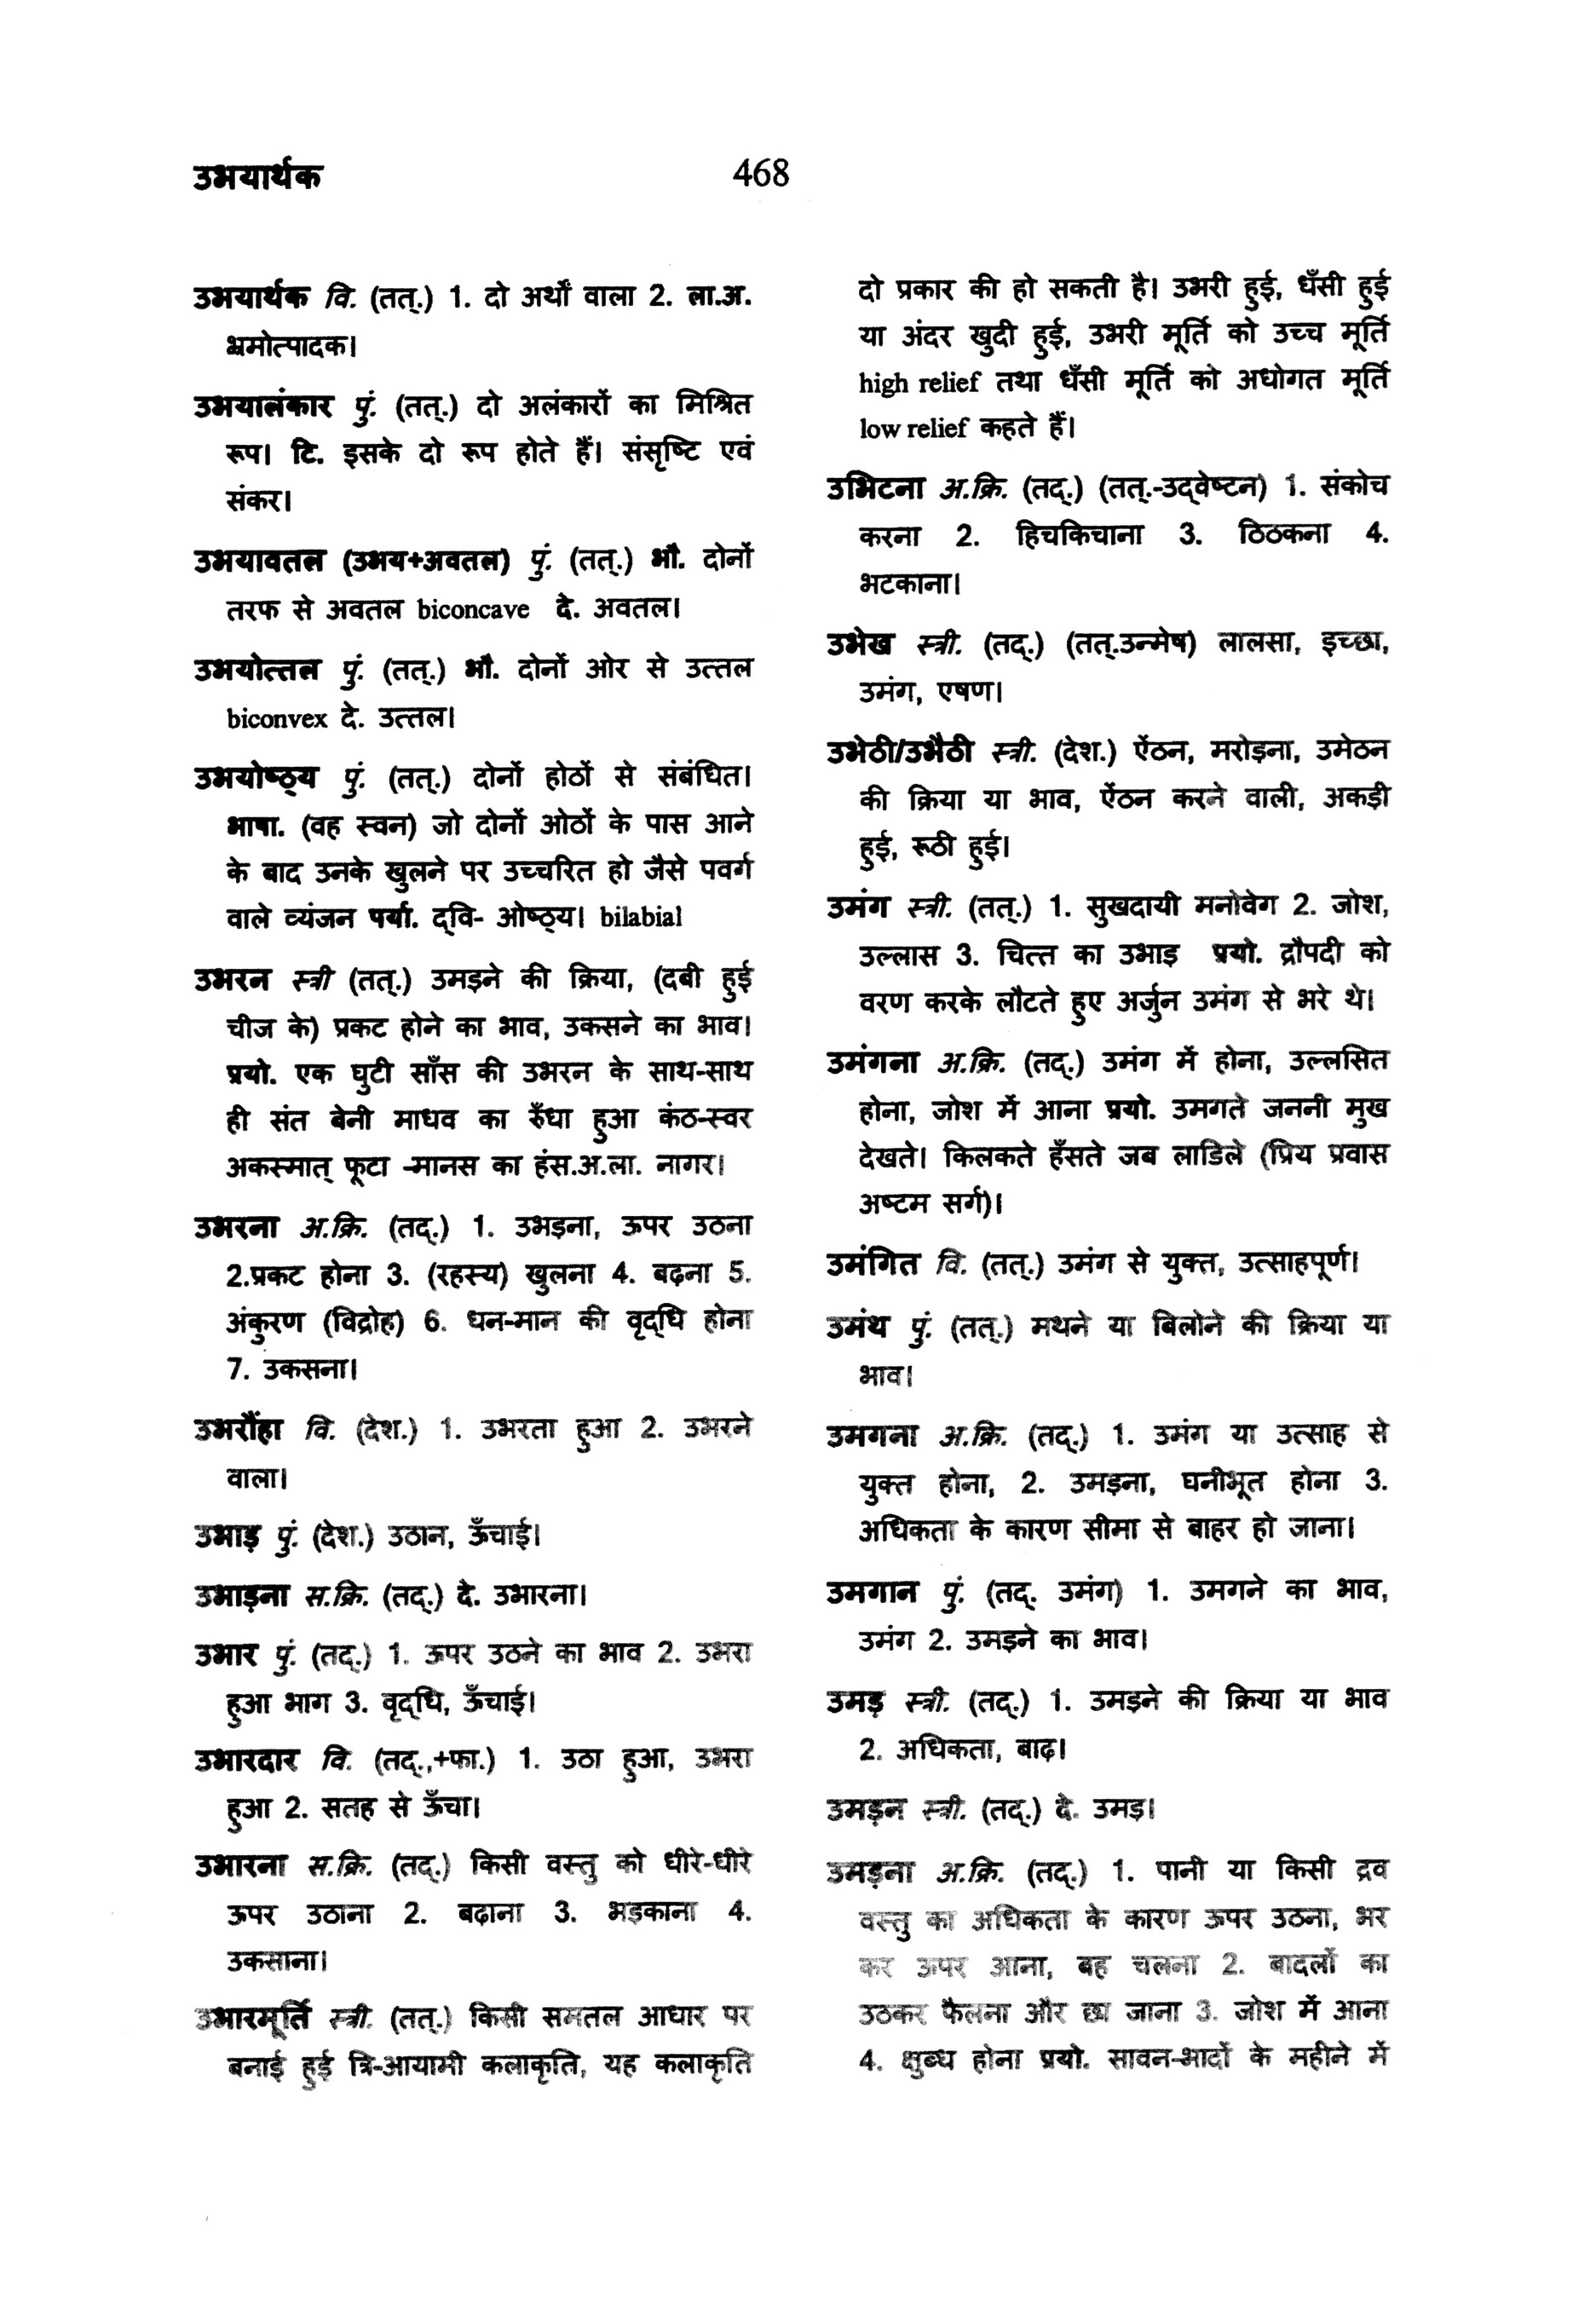 उभयार्थक
468
उभयार्थक वि. (तत्.) 1. दो अर्थों वाला 2. ला.अ.
भ्रमोत्पादक।
उभयालंकार पुं. (तत्.) दो अलंकारों का मिश्रित
रूप। टि. इसके दो रूप होते हैं। संसृष्टि एवं
संकर।
उभयावतल (उभय+अवतल) पुं. (तत्.) भौ. दोनों
तरफ से अवतल biconcave दे. अवतल।
उभयोत्तल पुं. (तत्.) भौ. दोनों ओर से उत्तल
biconvex दे. उत्तल।
उभयोष्ठ्य पुं. (तत्.) दोनों होठों से संबंधित।
भाषा. (वह स्वन) जो दोनों ओठों के पास आने
के बाद उनके खुलने पर उच्चरित हो जैसे पवर्ग
वाले व्यंजन पर्या. द्‌वि- ओष्ठ्य। bilabial
उभरन स्त्री (तत्.) उमड़ने की क्रिया, (दबी हुई
चीज के) प्रकट होने का भाव, उकसने का भाव।
प्रयो. एक घुटी साँस की उभरन के साथ-साथ
ही संत बेनी माधव का रुँधा हुआ कंठ-स्वर
अकस्मात् फूटा -मानस का हंस.अ.ला. नागर।
उभरना अ.क्रि. (तद्.) 1. उभड़ना, ऊपर उठना
2.प्रकट होना 3. (रहस्य) खुलना 4. बढ़ना 5.
अंकुरण (विद्रोह) 6. धन-मान की वृद्‌धि होना
7. उकसना।
उभरौंहा वि. (देश.) 1. उभरता हुआ 2. उभरने
वाला।
उभाड़ पुं. (देश.) उठान, ऊँचाई।
उभाड़ना स.क्रि. (तद्.) दे. उभारना।
उभार पुं. (तद्.) 1. ऊपर उठने का भाव 2. उभरा
हुआ भाग 3. वृद्‌धि, ऊँचाई।
उभारदार वि. (तद्.,+फा.) 1. उठा हुआ, उभरा
हुआ 2. सतह से ऊँचा।
उभारना स.क्रि. (तद्.) किसी वस्तु को धीरे-धीरे
ऊपर उठाना 2. बढ़ाना 3. भड़काना 4.
उकसाना।
उभारमूर्ति स्त्री. (तत्.) किसी समतल आधार पर
बनाई हुई त्रि-आयामी कलाकृति, यह कलाकृति
दो प्रकार की हो सकती है। उभरी हुई, धँसी हुई
या अंदर खुदी हुई, उभरी मूर्ति को उच्च मूर्ति
high relief तथा धँसी मूर्ति को अधोगत मूर्ति
low relief कहते हैं।
उभिटना अ.क्रि. (तद्.) (तत्.-उद्‌वेष्टन) 1. संकोच
करना 2. हिचकिचाना 3. ठिठकना 4.
भटकाना।
उभेख स्त्री. (तद्.) (तत्.उन्मेष) लालसा, इच्छा,
उमंग, एषण।
उभेठी/उभैठी स्त्री. (देश.) ऐंठन, मरोड़ना, उमेठन
की क्रिया या भाव, ऐंठन करने वाली, अकड़ी
हुई, रूठी हुई।
उमंग स्त्री. (तत्.) 1. सुखदायी मनोवेग 2. जोश,
उल्लास 3. चित्त का उभाड़ प्रयो. द्रौपदी को
वरण करके लौटते हुए अर्जुन उमंग से भरे थे।
उमंगना अ.क्रि. (तद्.) उमंग में होना, उल्लसित
होना, जोश में आना प्रयो. उमगते जननी मुख
देखते। किलकते हँसते जब लाडिले (प्रिय प्रवास
अष्टम सर्ग)।
उमंगित वि. (तत्.) उमंग से युक्त, उत्साहपूर्ण।
उमंथ पुं. (तत्.) मथने या बिलोने की क्रिया या
भाव।
उमगना अ.क्रि. (तद्.) 1. उमंग या उत्साह से
युक्त होना, 2. उमड़ना, घनीभूत होना 3.
अधिकता के कारण सीमा से बाहर हो जाना।
उमगान पुं. (तद्. उमंग) 1. उमगने का भाव,
उमंग 2. उमड़ने का भाव।
उमड़ स्त्री. (तद्.) 1. उमड़ने की क्रिया या भाव
2. अधिकता, बाढ़।
उमड़न स्त्री. (तद्.) दे. उमड़।
उमड़ना अ.क्रि. (तद्.) 1. पानी या किसी द्रव
वस्तु का अधिकता के कारण ऊपर उठना, भर
कर ऊपर आना, बह चलना 2. बादलों का
उठकर फैलना और छा जाना 3. जोश में आना
4. क्षुब्ध होना प्रयो. सावन-भादों के महीने में